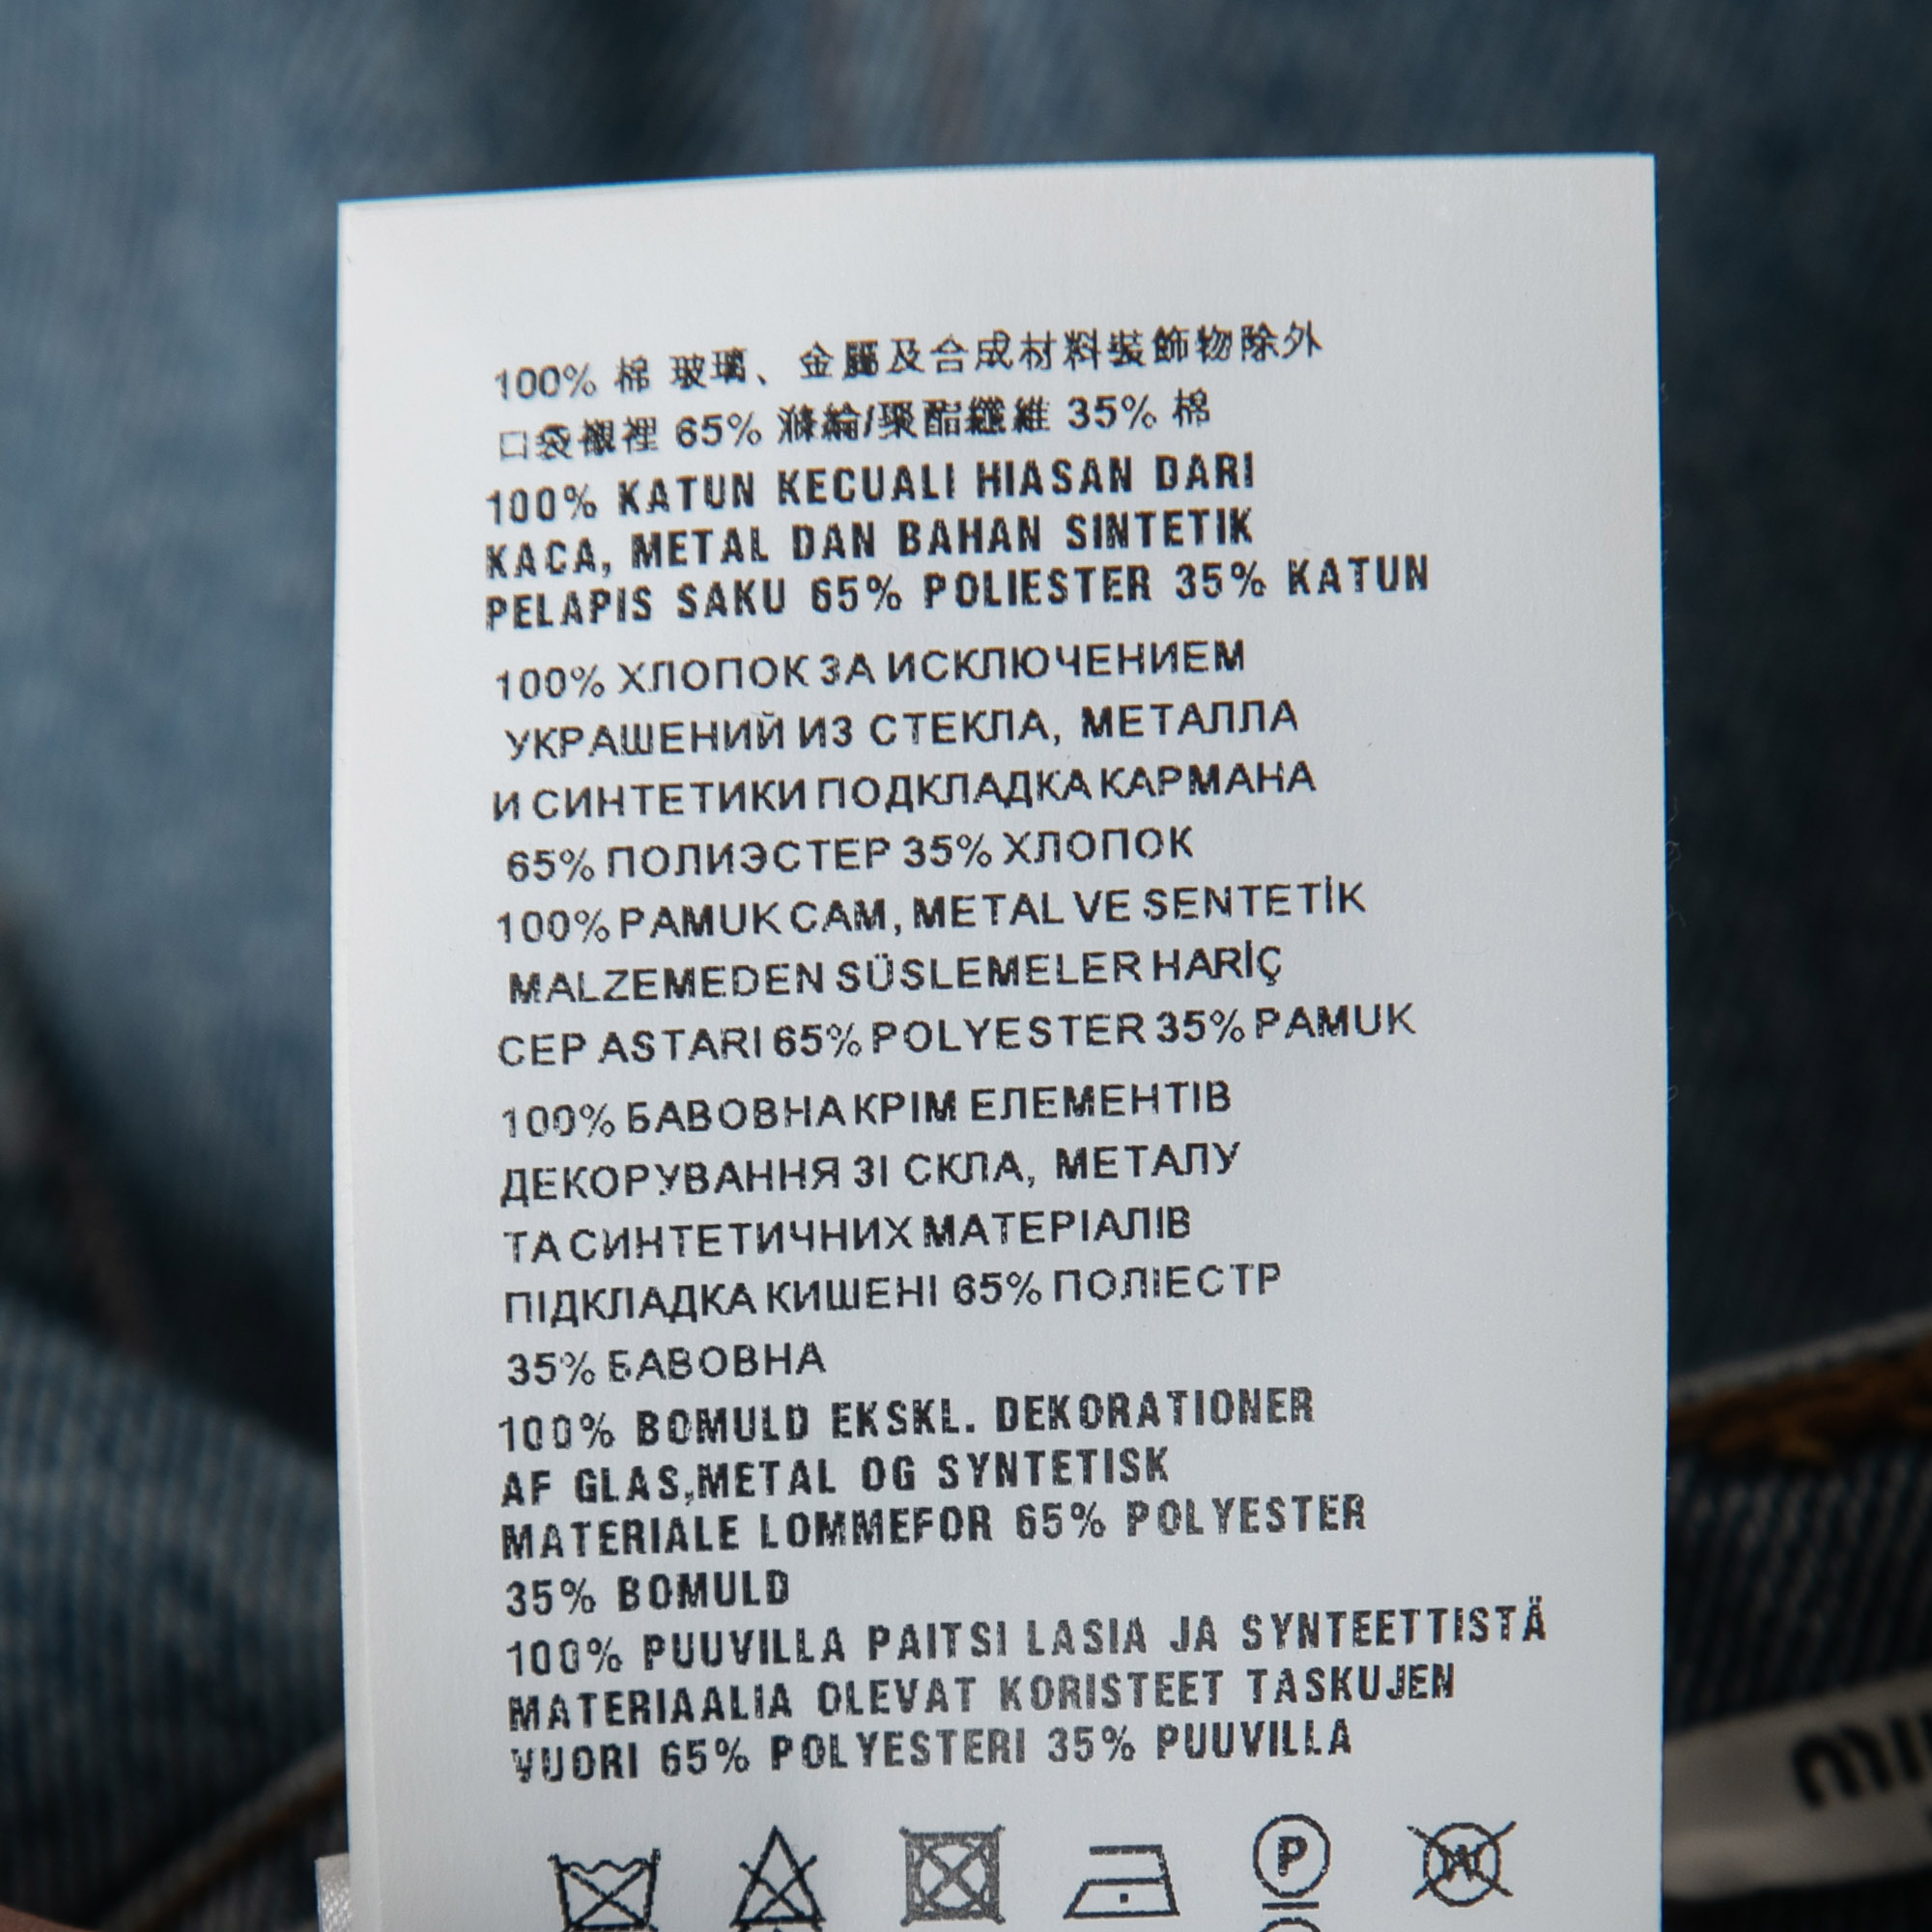 100% 棉 玻璃、金屬及合成材料裝飾物除外
口袋襯裡 65% 滌綸/聚酯纖維 35% 棉
100% KATUN KECUALI HIASAN DARI
KACA, METAL DAN BAHAN SINTETIK
PELAPIS SAKU 65% POLIESTER 35% KATUN
100% ХЛОПОК ЗА ИСКЛЮЧЕНИЕМ
УКРАШЕНИЙ ИЗ СТЕКЛА, МЕТАЛЛА
И СИНТЕТИКИ ПОДКЛАДКА КАРМАНА
65% ПОЛИЭСТЕР 35% ХЛОПОК
100% PAMUK CAM, METAL VE SENTETİK
MALZEMEDEN SÜSLEMELER HARİÇ
CEP ASTARI 65% POLYESTER 35% PAMUK
100% БАВОВНА КРІМ ЕЛЕМЕНТІВ
ДЕКОРУВАННЯ ЗІ СКЛА, МЕТАЛУ
ТА СИНТЕТИЧНИХ МАТЕРІАЛІВ
ПІДКЛАДКА КИШЕНІ 65% ПОЛІЕСТР
35% БАВОВНА
100% BOMULD EKSKL. DEKORATIONER
AF GLAS,METAL OG SYNTETISK
MATERIALE LOMMEFOR 65% POLYESTER
35% BOMULD
100% PUUVILLA PAITSI LASIA JA SYNTEETTISTÄ
MATERIAALIA OLEVAT KORISTEET TASKUJEN
VUORI 65% POLYESTERI 35% PUUVILLA
P W